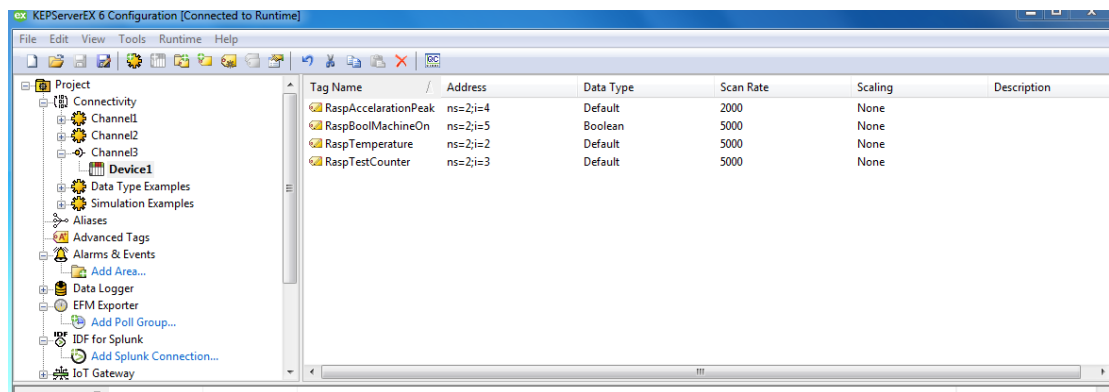 ex KEPServerEX 6 Configuration [Connected to Runtime]
File Edit View Tools Runtime Help
Project
Connectivity
Channel1
Channel2
Channel3
Device1
Data Type Examples
Simulation Examples
Aliases
Advanced Tags
Alarms & Events
Add Area...
Data Logger
EFM Exporter
Add Poll Group...
IDF for Splunk
Add Splunk Connection...
IoT Gateway
Tag Name Address Data Type Scan Rate Scaling Description
RaspAccelarationPeak ns=2;i=4 Default 2000 None
RaspBoolMachineOn ns=2;i=5 Boolean 5000 None
RaspTemperature ns=2;i=2 Default 5000 None
RaspTestCounter ns=2;i=3 Default 5000 None